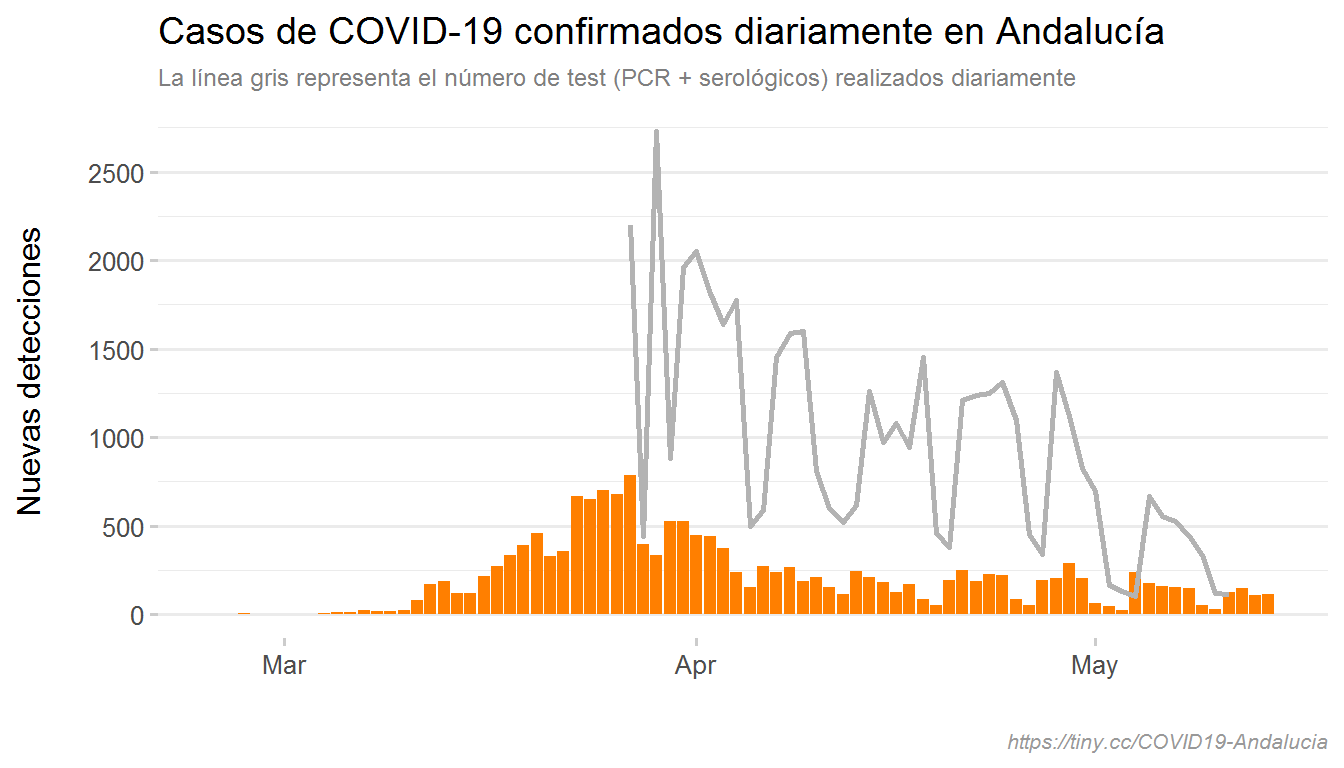 Casos de COVID-19 confirmados diariamente en Andalucía
La línea gris representa el número de test (PCR + serológicos) realizados diariamente
Nuevas detecciones
2500
2000
1500
1000
500
0
Mar
Apr
May
https://tiny.cc/COVID19-Andalucia